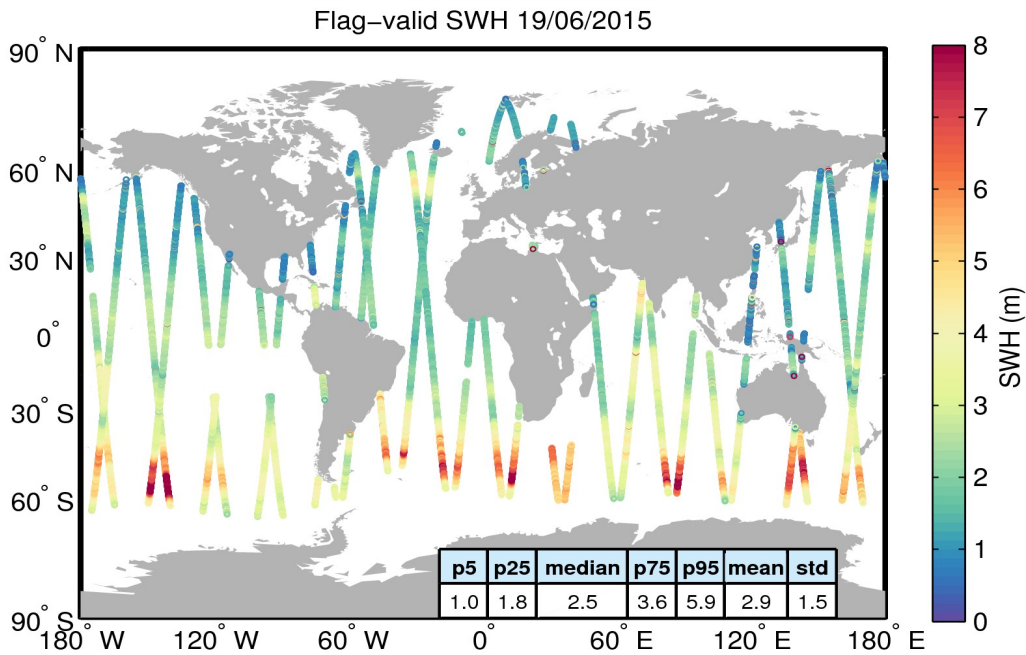 Flag−valid SWH 19/06/2015
90° N
60° N
30° N
0°
30° S
60° S
90° S
180° W
120° W
60° W
0°
60° E
120° E
180° E
8
7
6
5
4
3
2
1
0
SWH (m)
p5 p25 median p75 p95 mean std
1.0 1.8 2.5 3.6 5.9 2.9 1.5